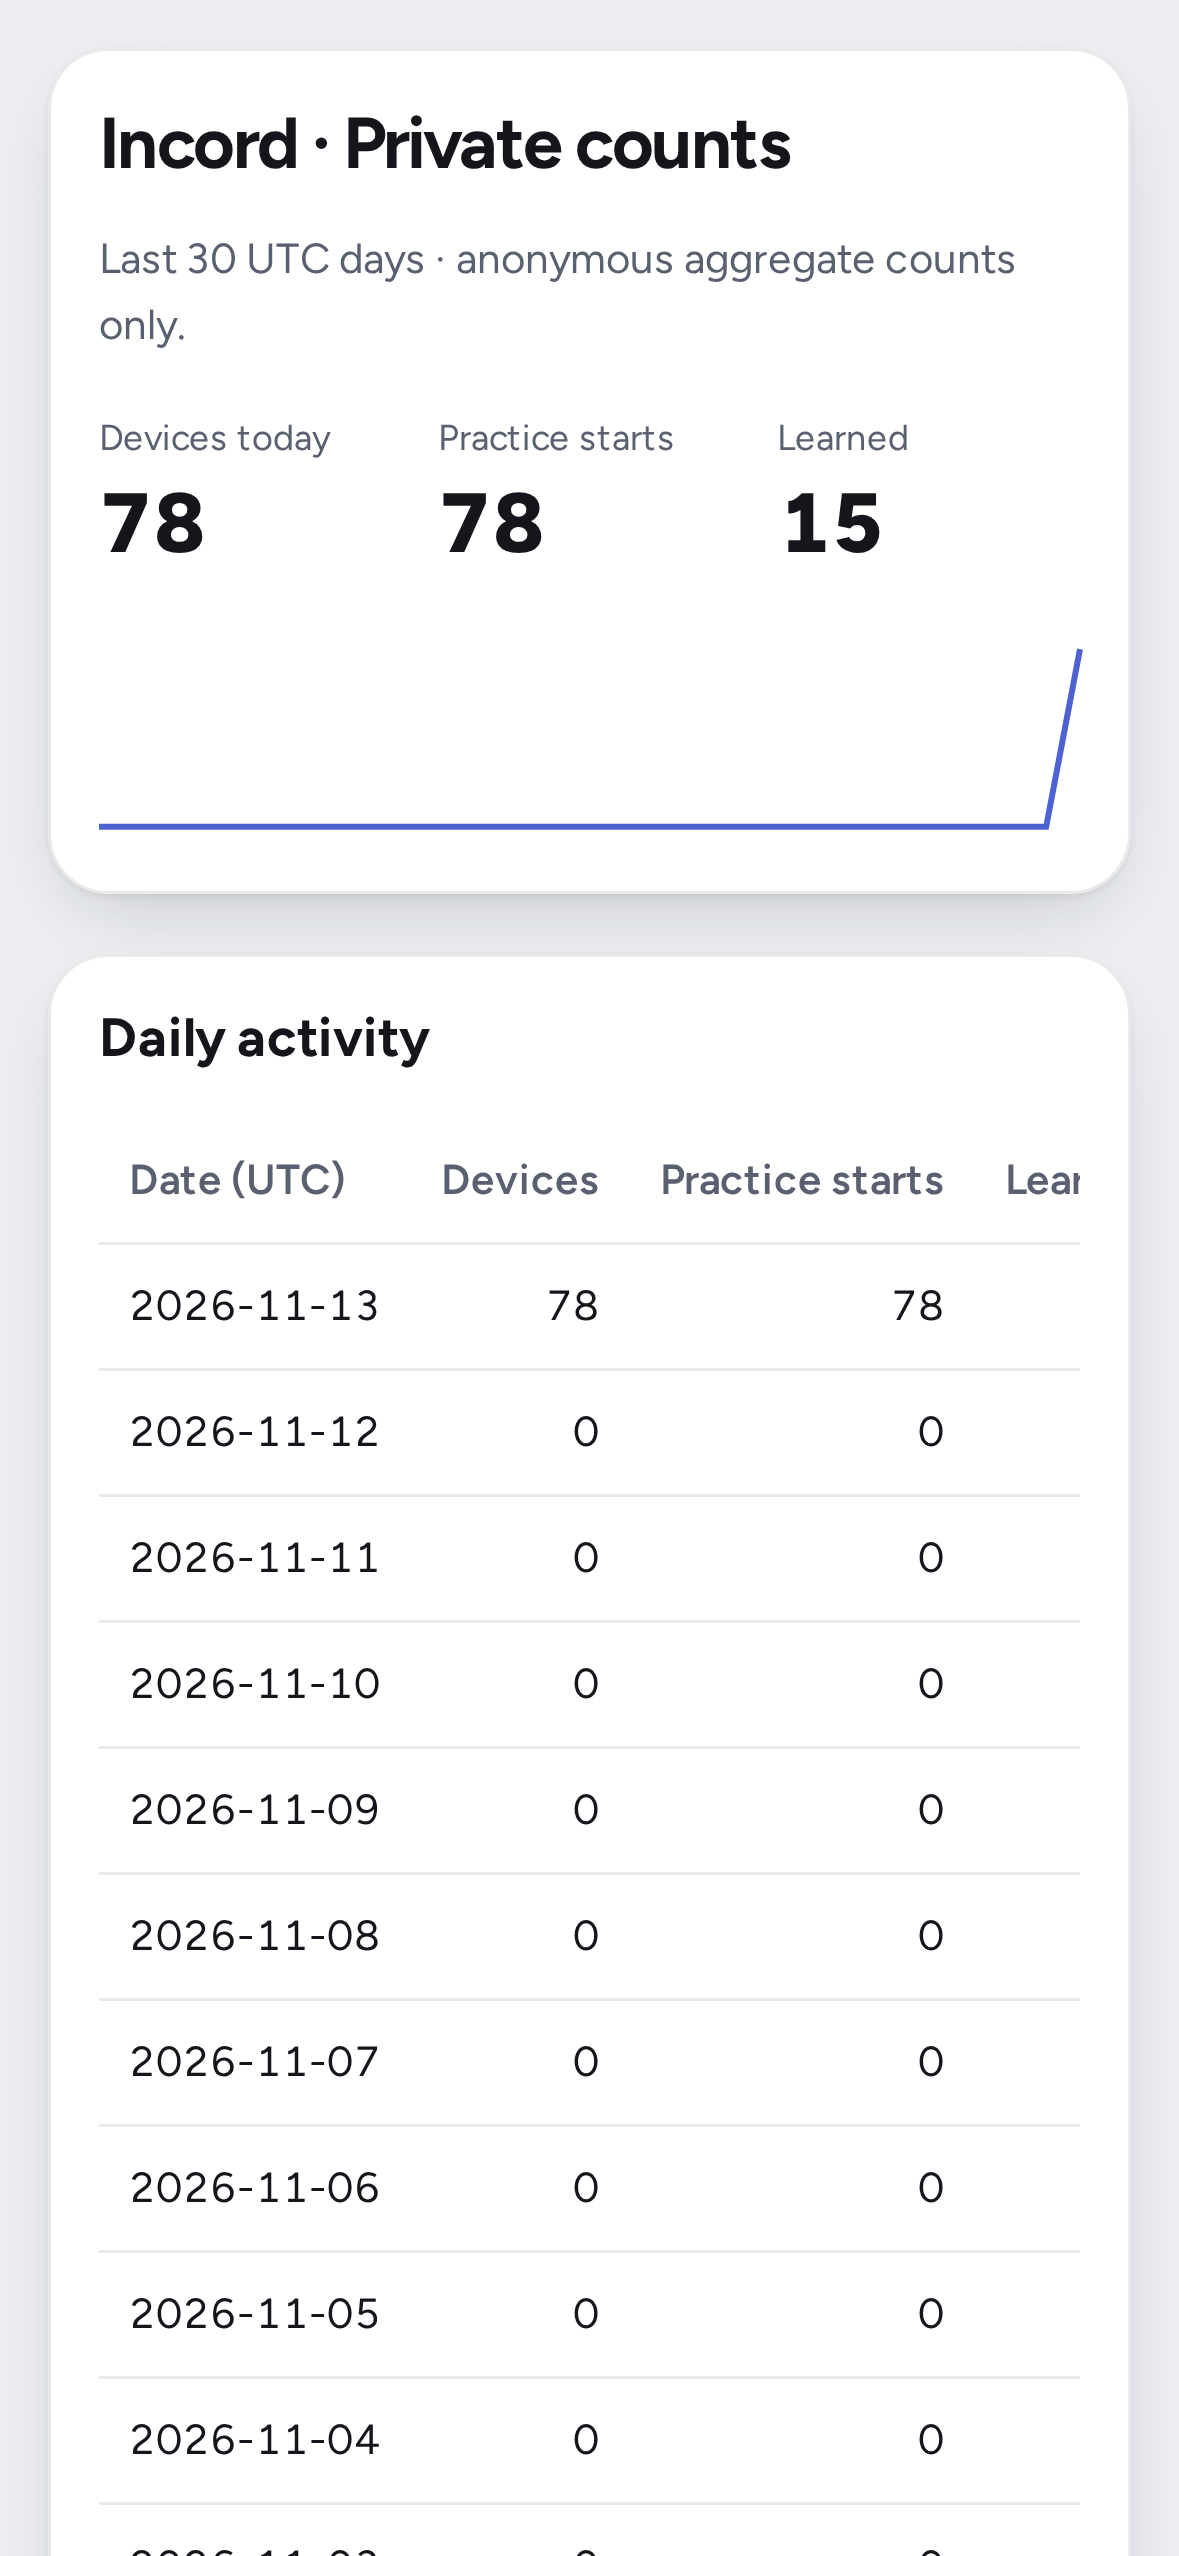 Incord · Private counts
Last 30 UTC days · anonymous aggregate counts
only.
Devices today Practice starts Learned
78 78 15
Daily activity
Date (UTC) Devices Practice starts Lear
2026-11-13 78 78
2026-11-12 0 0
2026-11-11 0 0
2026-11-10 0 0
2026-11-09 0 0
2026-11-08 0 0
2026-11-07 0 0
2026-11-06 0 0
2026-11-05 0 0
2026-11-04 0 0